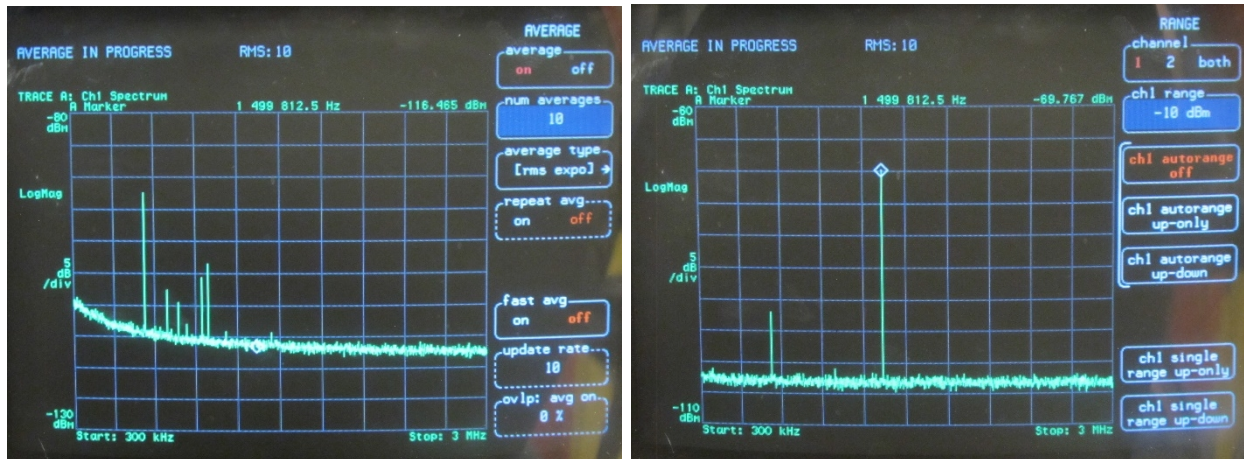 AVERAGE
AVERAGE IN PROGRESS RMS:10
average
on off
TRACE A: Ch1 Spectrum
A Marker 1 499 812.5 Hz -116.465 dBm
num averages
10
-80
dBm
average type
[rms expo] →
LogMag
repeat avg
on off
5
dB
/div
fast avg
on off
update rate
10
ovlp: avg on
0 %
-130
dBm
Start: 300 kHz Stop: 3 MHz
RANGE
AVERAGE IN PROGRESS RMS:10
channel
1 2 both
TRACE A: Ch1 Spectrum
A Marker 1 499 812.5 Hz -69.767 dBm
ch1 range
-10 dBm
-60
dBm
ch1 autorange
off
LogMag
ch1 autorange
up-only
5
dB
/div
ch1 autorange
up-down
ch1 single
range up-only
-110
dBm
ch1 single
range up-down
Start: 300 kHz Stop: 3 MHz